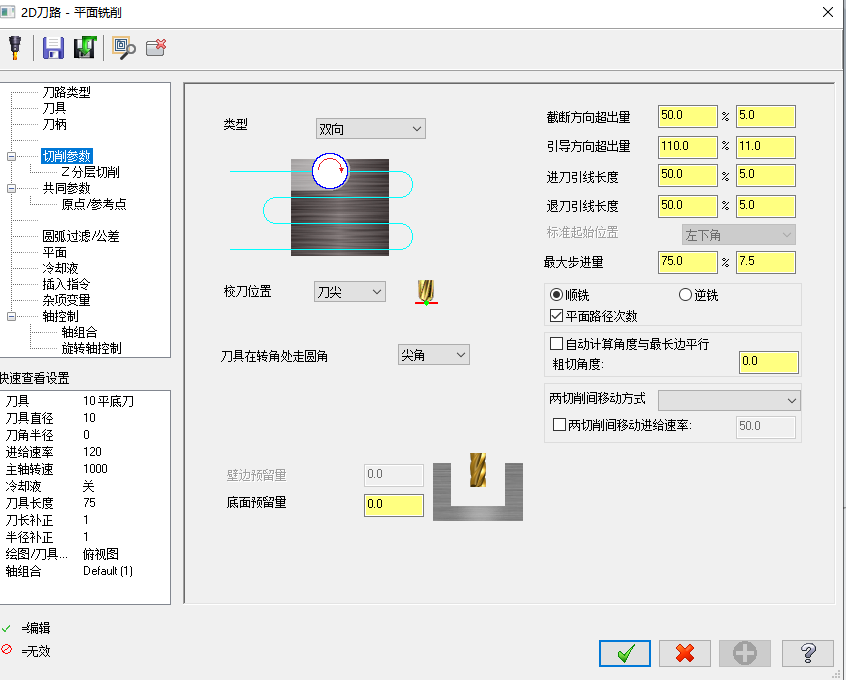 2D刀路 - 平面铣削
刀路类型
刀具
刀柄
切削参数
Z分层切削
共同参数
原点/参考点
圆弧过滤/公差
平面
冷却液
插入指令
杂项变量
轴控制
轴组合
旋转轴控制
快速查看设置
刀具 10平底刀
刀具直径 10
刀角半径 0
进给速率 120
主轴转速 1000
冷却液 关
刀具长度 75
刀长补正 1
半径补正 1
绘图/刀具... 俯视图
轴组合 Default (1)
=编辑
=无效
类型 双向
校刀位置 刀尖
刀具在转角处走圆角 尖角
壁边预留量 0.0
底面预留量 0.0
截断方向超出量 50.0 % 5.0
引导方向超出量 110.0 % 11.0
进刀引线长度 50.0 % 5.0
退刀引线长度 50.0 % 5.0
标准起始位置 左下角
最大步进量 75.0 % 7.5
顺铣 逆铣
平面路径次数
自动计算角度与最长边平行
粗切角度: 0.0
两切削间移动方式
两切削间移动进给速率: 50.0